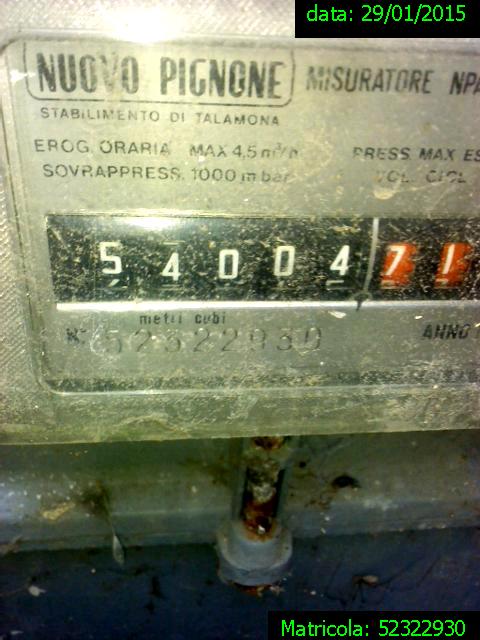 data: 29/01/2015
NUOVO PIGNONE MISURATORE NPA
STABILIMENTO DI TALAMONA
EROG. ORARIA MAX 4,5 m³/h PRESS. MAX ES
SOVRAPPRESS. 1000 m bar
5 4 0 0 4 7 1
metri cubi
N° 52322930 ANNO
Matricola: 52322930